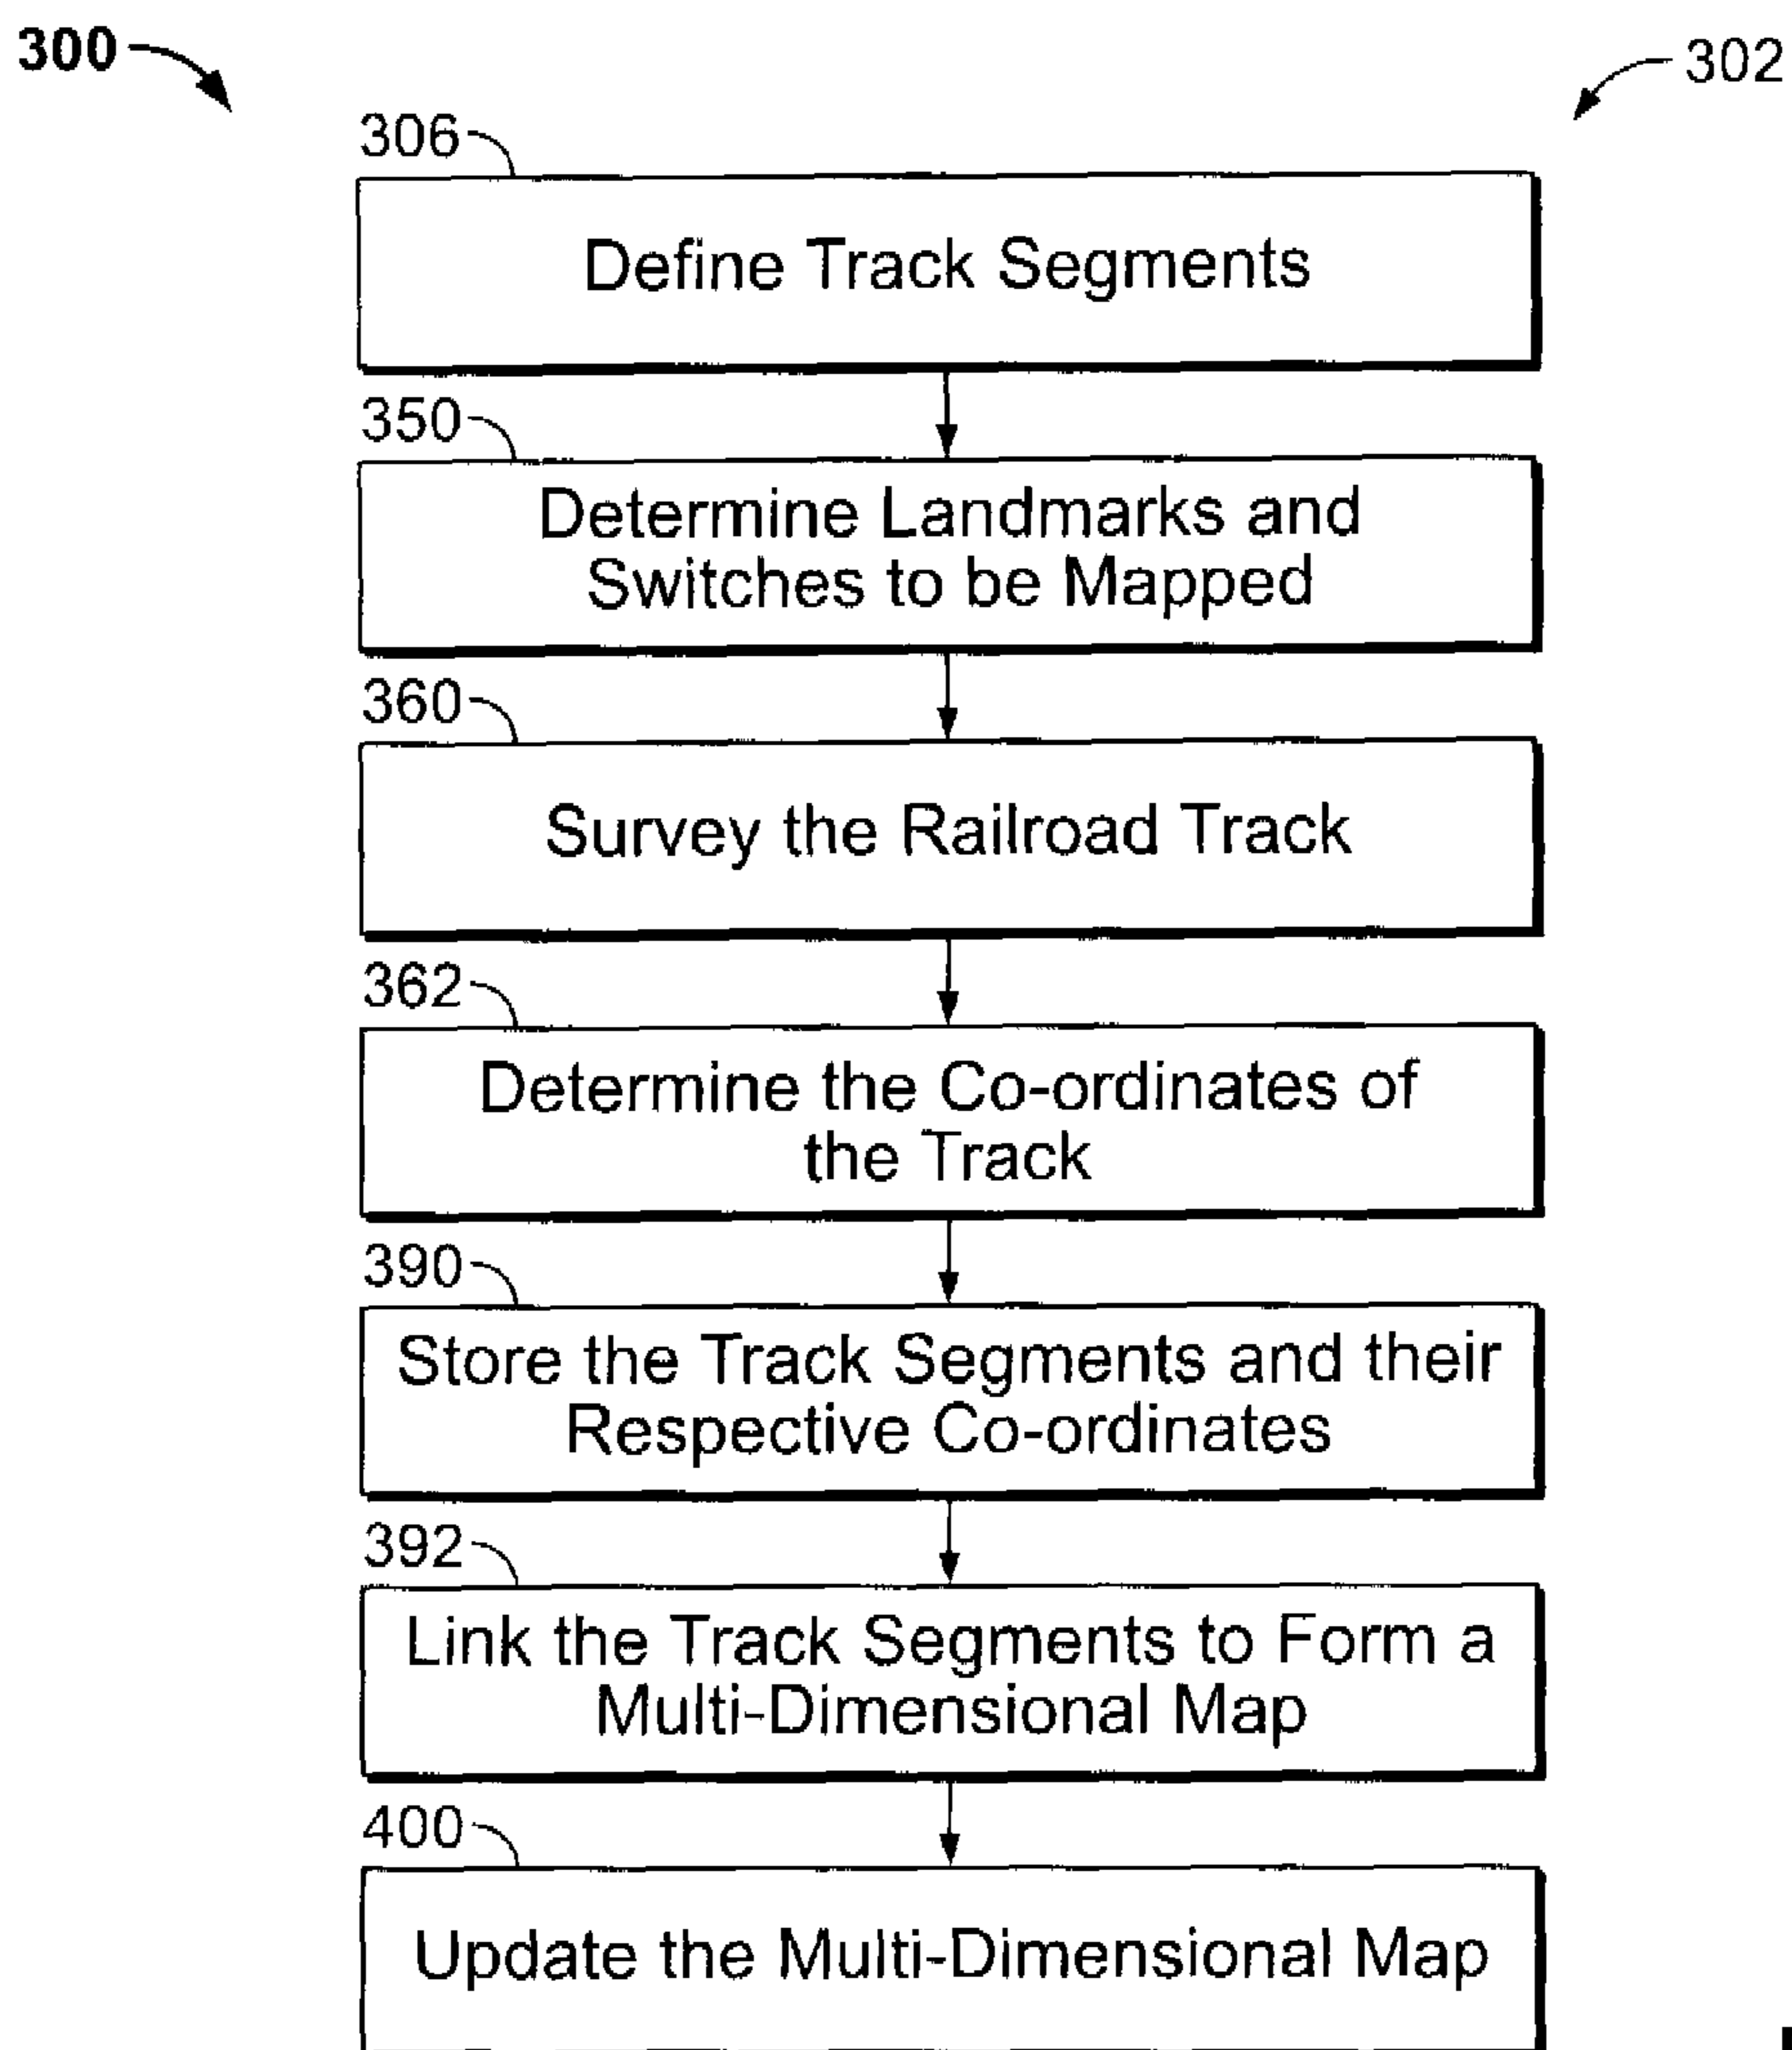 300
302
306
Define Track Segments
350
Determine Landmarks and
Switches to be Mapped
360
Survey the Railroad Track
362
Determine the Co-ordinates of
the Track
390
Store the Track Segments and their
Respective Co-ordinates
392
Link the Track Segments to Form a
Multi-Dimensional Map
400
Update the Multi-Dimensional Map